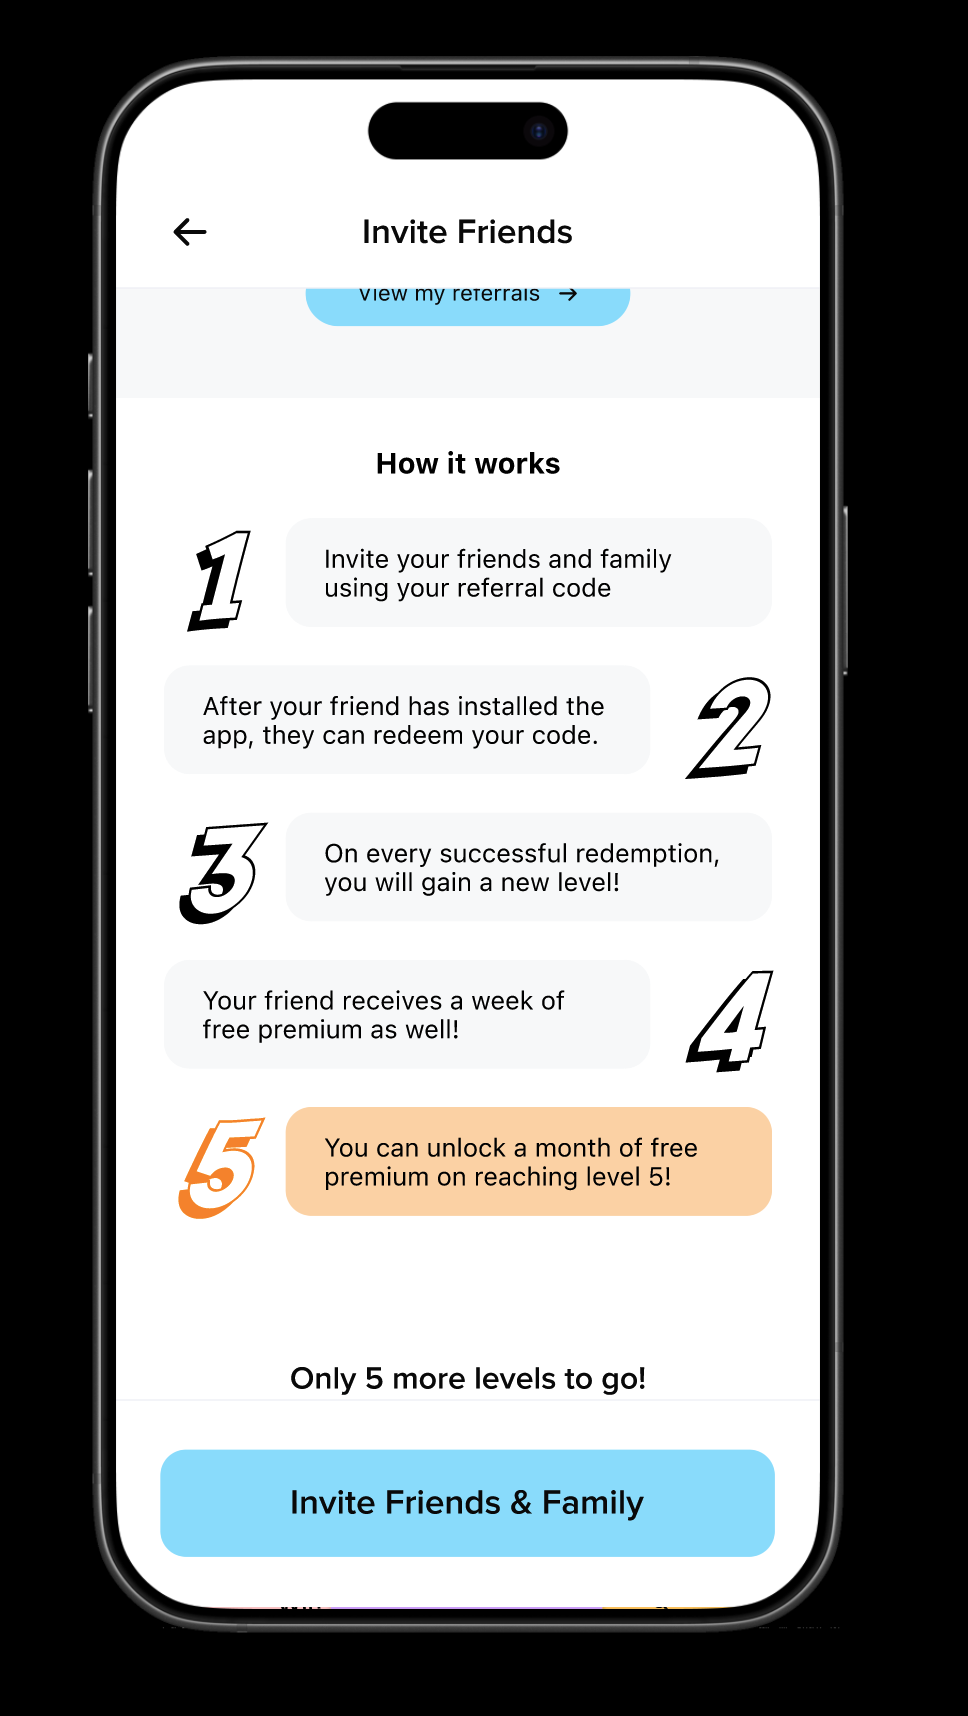 Invite Friends
View my referrals →
How it works
1
Invite your friends and family
using your referral code
After your friend has installed the
app, they can redeem your code.
2
3
On every successful redemption,
you will gain a new level!
Your friend receives a week of
free premium as well!
4
5
You can unlock a month of free
premium on reaching level 5!
Only 5 more levels to go!
Invite Friends & Family